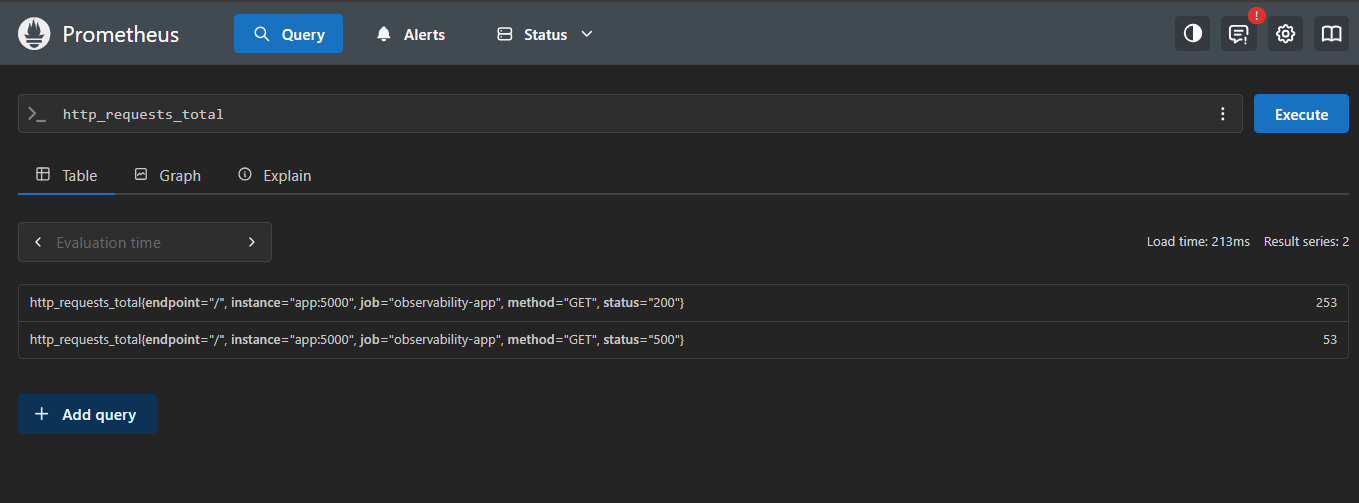 Prometheus Query Alerts Status !
http_requests_total Execute
Table Graph Explain
Evaluation time Load time: 213ms Result series: 2
http_requests_total{endpoint="/", instance="app:5000", job="observability-app", method="GET", status="200"} 253
http_requests_total{endpoint="/", instance="app:5000", job="observability-app", method="GET", status="500"} 53
Add query